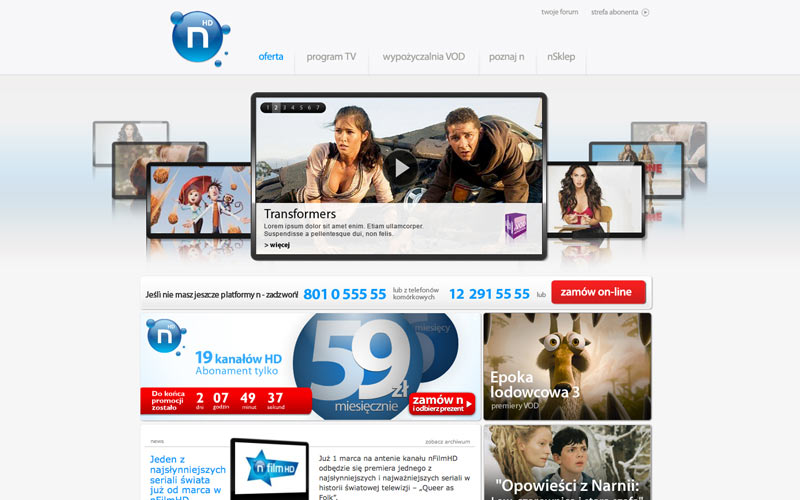 twoje forum
strefa abonenta
n HD
oferta
program TV
wypożyczalnia VOD
poznaj n
nSklep
1 2 3 4 5 6 7
Transformers
Lorem ipsum dolor sit amet enim. Etiam ullamcorper.
Suspendisse a pellentesque dui, non felis.
> więcej
Jeśli nie masz jeszcze platformy n - zadzwoń!
801 0 555 55
lub z telefonów
komórkowych
12 291 55 55
lub
zamów on-line
n HD
19 kanałów HD
Abonament tylko
59 zł
miesięcznie
miesięcy
Do końca
promocji
zostało
2 07 49 37
dni godzin minut sekund
zamów n
i odbierz prezent
Epoka
lodowcowa 3
premiery VOD
news
zobacz archiwum
Jeden z
najsłynniejszych
seriali świata
już od marca w
nFilmHD
n FILM HD
Już 1 marca na antenie kanału nFilmHD
odbędzie się premiera jednego z
najsłynniejszych i najważniejszych seriali w
historii światowej telewizji – „Queer as
Folk”.
"Opowieści z Narnii: